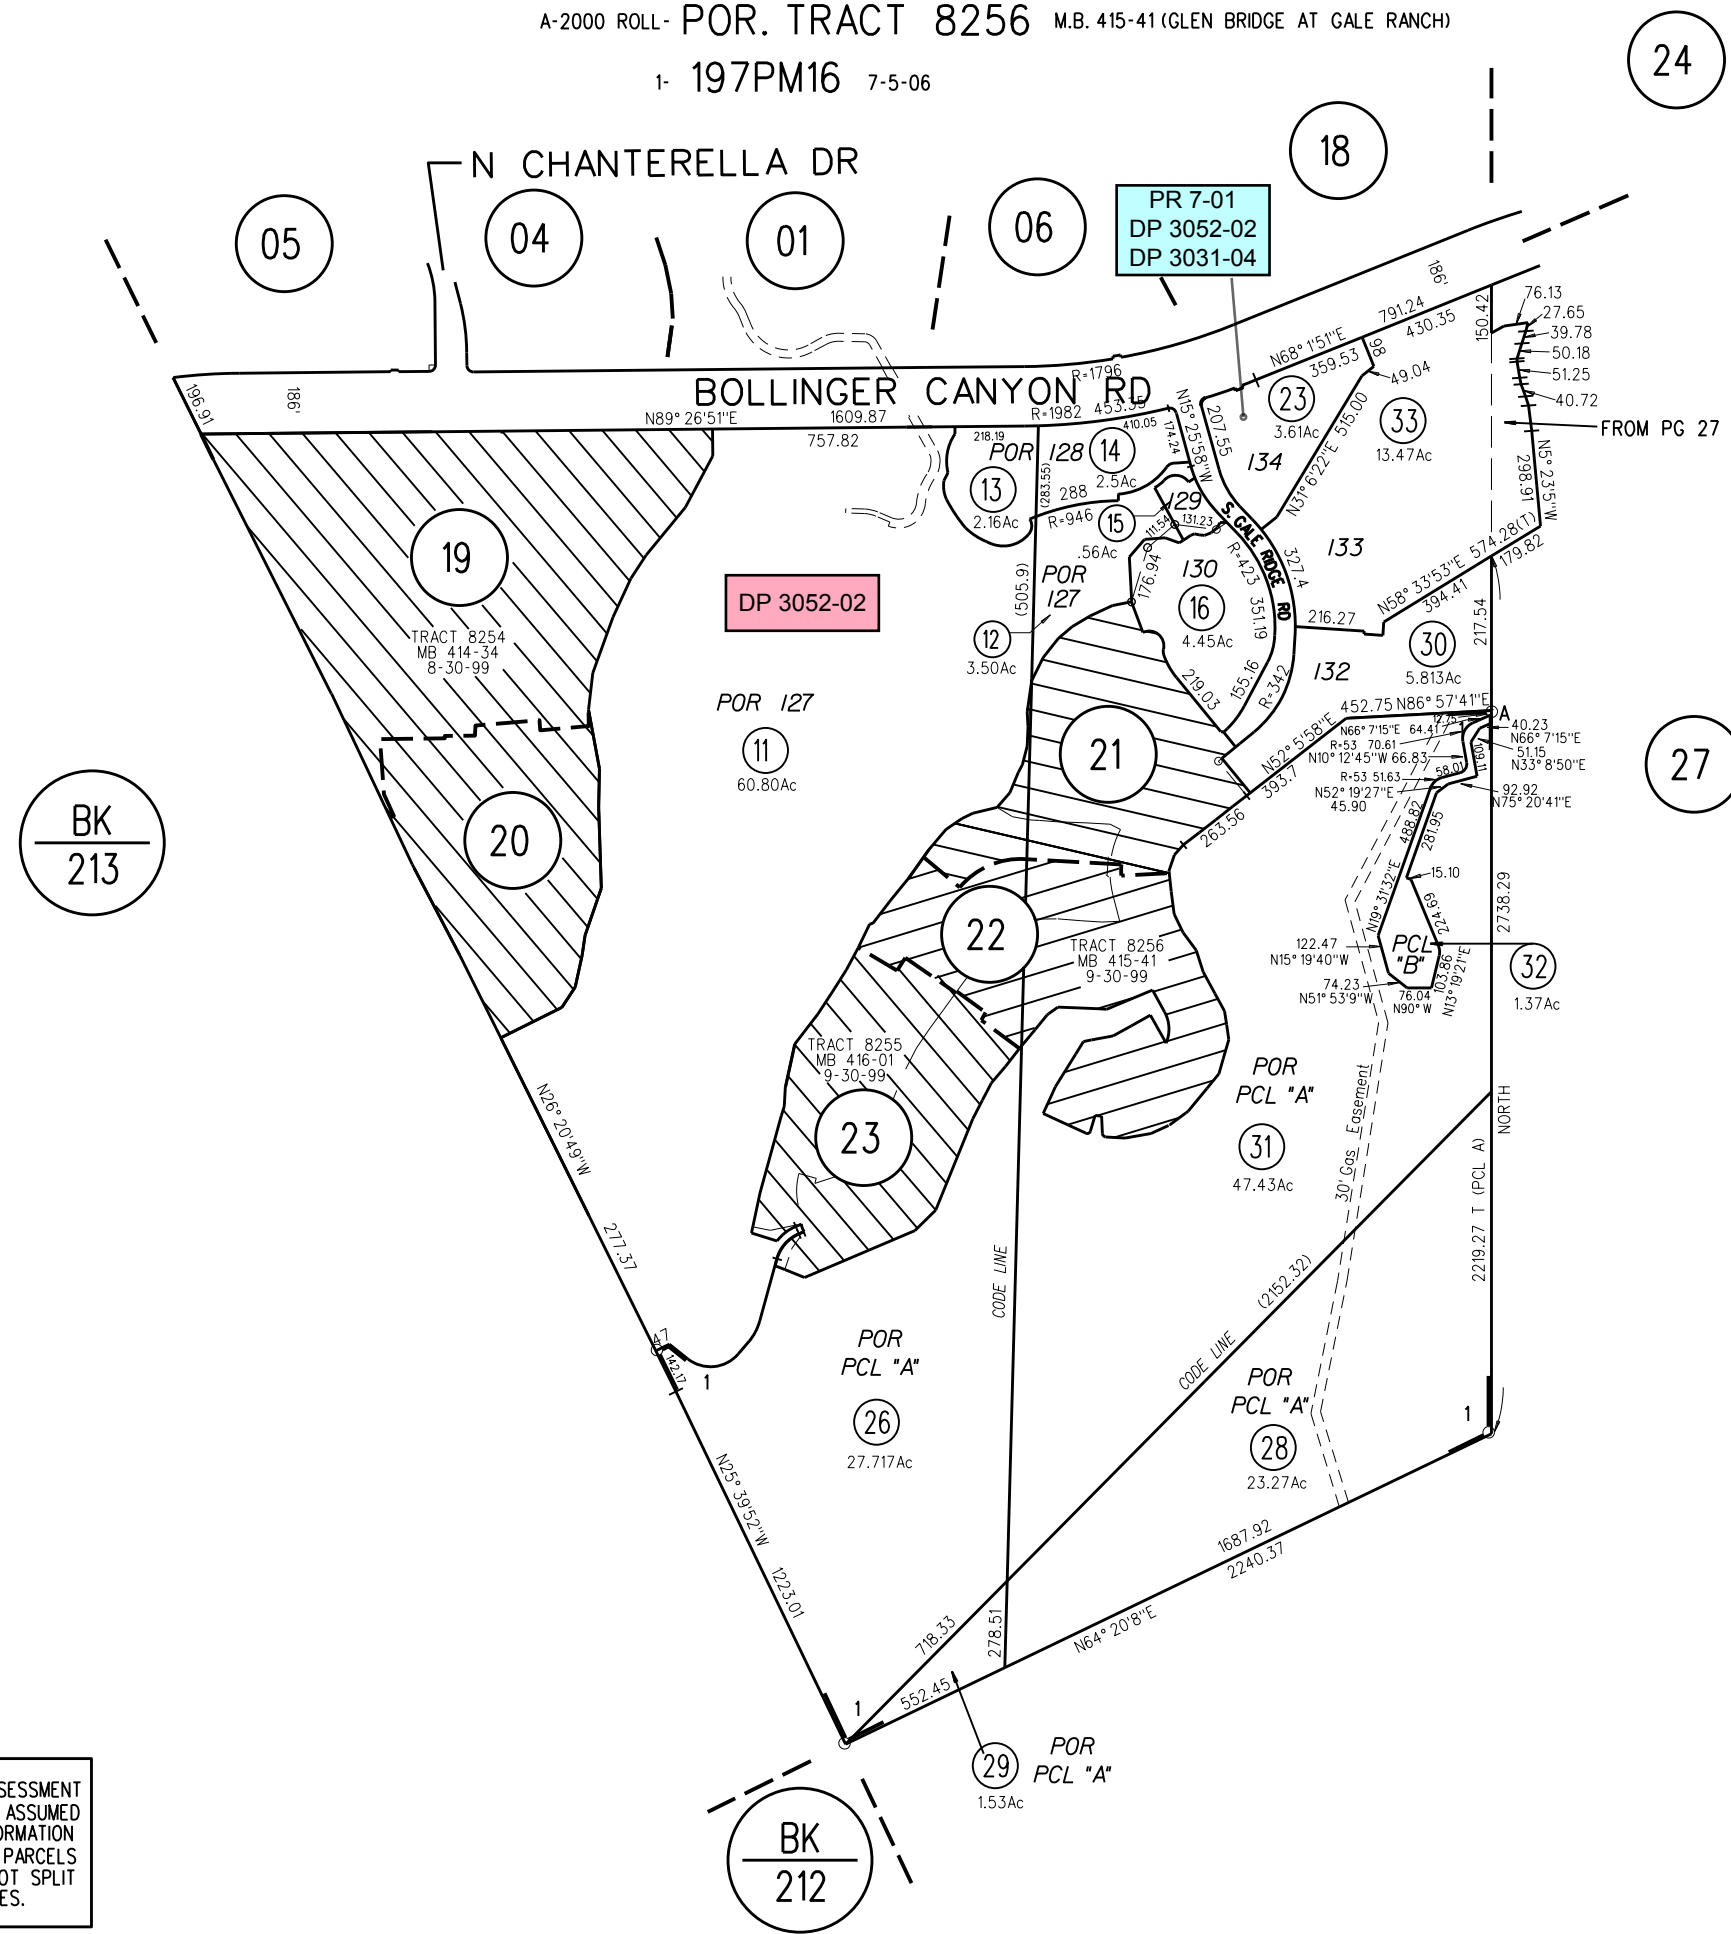 A-2000 ROLL- POR. TRACT 8256 M.B. 415-41 (GLEN BRIDGE AT GALE RANCH)
1- 197PM16 7-5-06
24
18
N CHANTERELLA DR
05
04
01
06
PR 7-01
DP 3052-02
DP 3031-04
186'
791.24
430.35
N68° 1'51"E
359.53
98
49.04
150.42
76.13
27.65
39.78
50.18
51.25
40.72
FROM PG 27
N5° 23'5"W
298.91
196.91
186'
BOLLINGER CANYON RD
R=1796
N89° 26'51"E
1609.87
757.82
R=1982
453.35
410.05
218.19
174.24
N15° 25'58"W
207.55
23
3.61Ac
33
13.47Ac
134
N31° 6'22"E 515.00
POR 128
14
2.5Ac
13
2.16Ac
(283.55)
288
R=946
129
15
.56Ac
111.54
131.23
S. GALE RIDGE RD
R=423
351.19
327.4
133
N58° 33'53"E 574.28(T)
394.41
179.82
19
TRACT 8254
MB 414-34
8-30-99
DP 3052-02
(505.9)
POR
127
12
3.50Ac
176.94
130
16
4.45Ac
219.03
155.16
R=342
216.27
132
30
5.813Ac
217.54
POR 127
11
60.80Ac
21
N52° 5'58"E
393.7
263.56
452.75 N86° 57'41"E
A
12.75
N66° 7'15"E 64.41
R=53 70.61
N10° 12'45"W 66.83
R=53 51.63
58.01
N52° 19'27"E
45.90
109.11
40.23
N66° 7'15"E
51.15
N33° 8'50"E
92.92
N75° 20'41"E
27
BK
213
20
488.82
281.95
N19° 31'32"E
15.10
224.69
2738.29
22
TRACT 8256
MB 415-41
9-30-99
122.47
N15° 19'40"W
PCL
"B"
32
1.37Ac
74.23
N51° 53'9"W
76.04
N90° W
103.86
N13° 19'21"E
TRACT 8255
MB 416-01
9-30-99
23
POR
PCL "A"
31
47.43Ac
30' Gas Easement
NORTH
2219.27 T (PCL A)
N26° 20'49"W
277.37
CODE LINE
(2152.32)
CODE LINE
47
142.17
1
POR
PCL "A"
26
27.717Ac
POR
PCL "A"
28
23.27Ac
1
N25° 39'52"W
1223.01
1687.92
2240.37
N64° 20'8"E
718.33
278.51
552.45
1
29
POR
PCL "A"
1.53Ac
BK
212
SESSMENT
ASSUMED
ORMATION
PARCELS
OT SPLIT
ES.